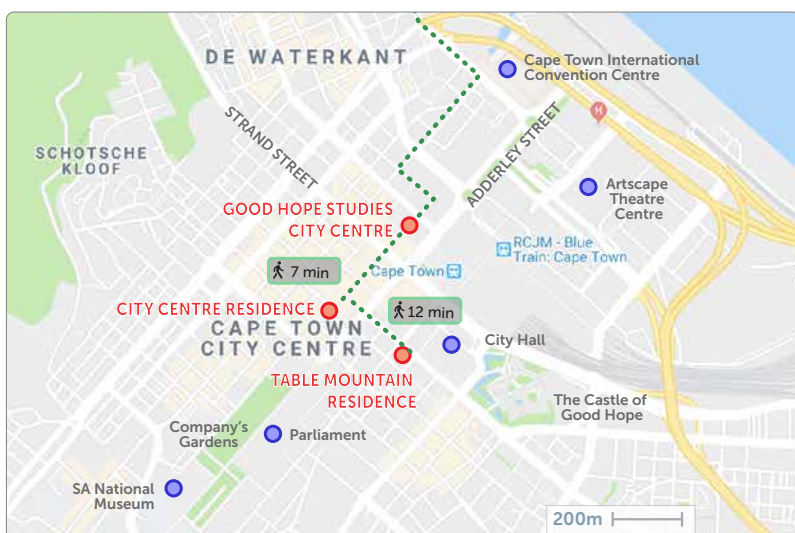 DE WATERKANT
Cape Town International
Convention Centre
STRAND STREET
ADDERLEY STREET
H
SCHOTSCHE
KLOOF
Artscape
Theatre
Centre
GOOD HOPE STUDIES
CITY CENTRE
RCJM - Blue
Train: Cape Town
7 min
Cape Town
CITY CENTRE RESIDENCE
12 min
CAPE TOWN
CITY CENTRE
City Hall
TABLE MOUNTAIN
RESIDENCE
The Castle of
Good Hope
Company's
Gardens
Parliament
SA National
Museum
200m